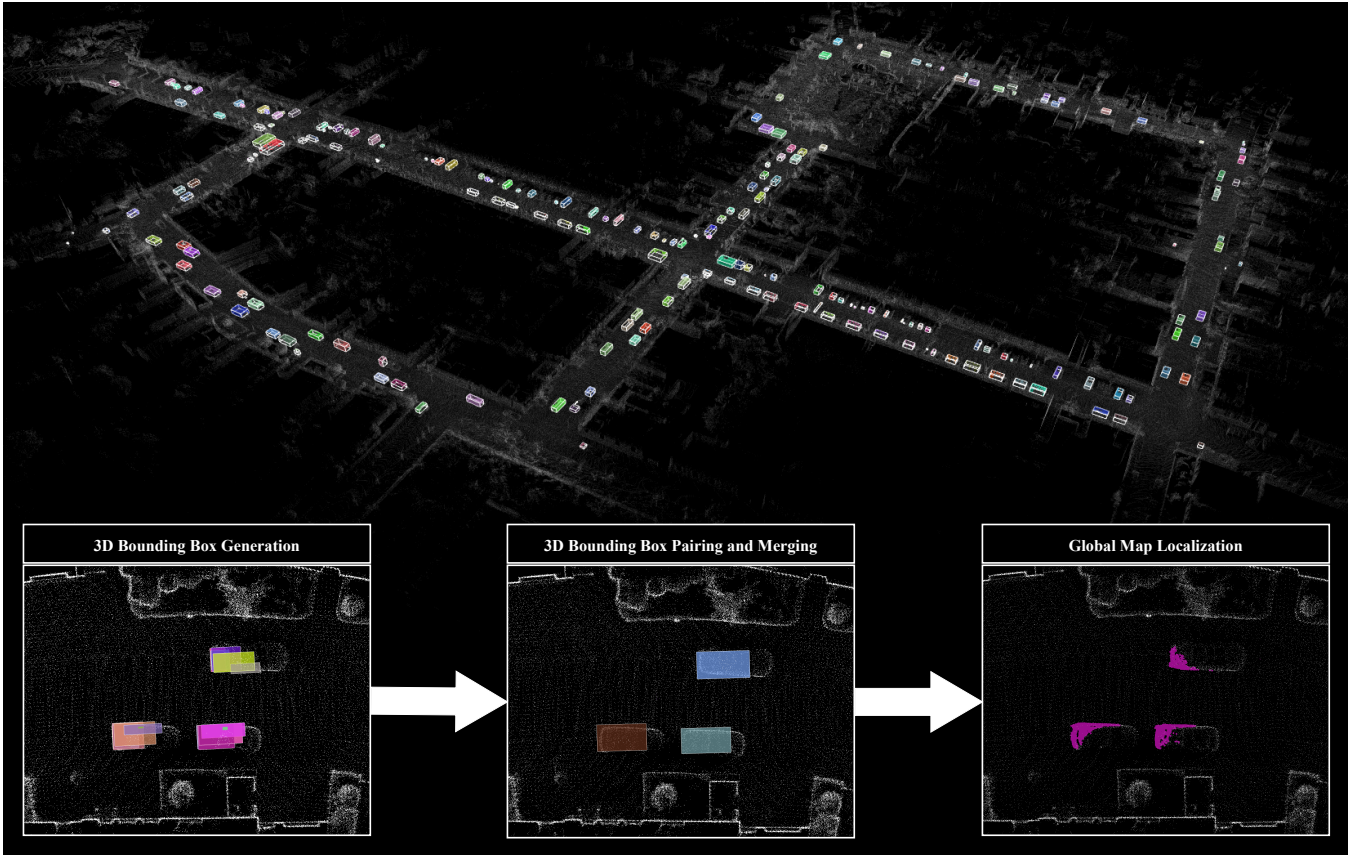 3D Bounding Box Generation
3D Bounding Box Pairing and Merging
Global Map Localization